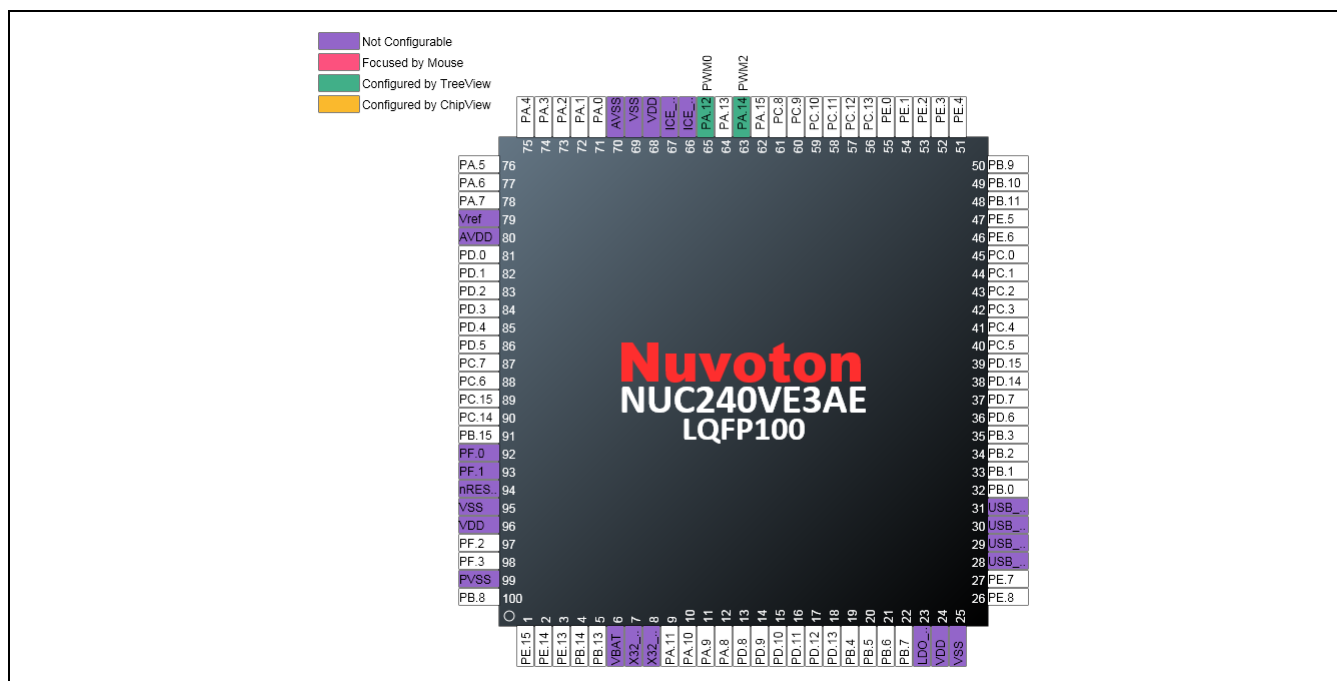 Not Configurable
Focused by Mouse
Configured by TreeView
Configured by ChipView
PWM0
PWM2
PA.4
PA.3
PA.2
PA.1
PA.0
AVSS
VSS
VDD
ICE_..
ICE_..
PA.12
PA.13
PA.14
PA.15
PC.8
PC.9
PC.10
PC.11
PC.12
PC.13
PE.0
PE.1
PE.2
PE.3
PE.4
75
74
73
72
71
70
69
68
67
66
65
64
63
62
61
60
59
58
57
56
55
54
53
52
51
PA.5 76
PA.6 77
PA.7 78
Vref 79
AVDD 80
PD.0 81
PD.1 82
PD.2 83
PD.3 84
PD.4 85
PD.5 86
PC.7 87
PC.6 88
PC.15 89
PC.14 90
PB.15 91
PF.0 92
PF.1 93
nRES.. 94
VSS 95
VDD 96
PF.2 97
PF.3 98
PVSS 99
PB.8 100
Nuvoton
NUC240VE3AE
LQFP100
50 PB.9
49 PB.10
48 PB.11
47 PE.5
46 PE.6
45 PC.0
44 PC.1
43 PC.2
42 PC.3
41 PC.4
40 PC.5
39 PD.15
38 PD.14
37 PD.7
36 PD.6
35 PB.3
34 PB.2
33 PB.1
32 PB.0
31 USB_..
30 USB_..
29 USB_..
28 USB_..
27 PE.7
26 PE.8
1
2
3
4
5
6
7
8
9
10
11
12
13
14
15
16
17
18
19
20
21
22
23
24
25
PE.15
PE.14
PE.13
PB.14
PB.13
VBAT
X32_..
X32_..
PA.11
PA.10
PA.9
PA.8
PD.8
PD.9
PD.10
PD.11
PD.12
PD.13
PB.4
PB.5
PB.6
PB.7
LDO_..
VDD
VSS